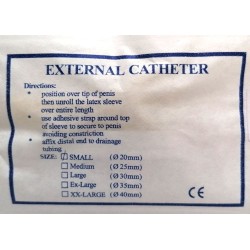 EXTERNAL CATHETER
Directions:
* position over tip of penis
then unroll the latex sleeve
over entire length
* use adhesive strap around top
of sleeve to secure to penis
avoiding constriction
* affix distal end to drainage
tubing
SIZE: ☑ SMALL (Ø 20mm)
☐ Medium (Ø 25mm)
☐ Large (Ø 30mm)
☐ Ex-Large (Ø 35mm)
☐ XX-LARGE (Ø 40mm)
CE